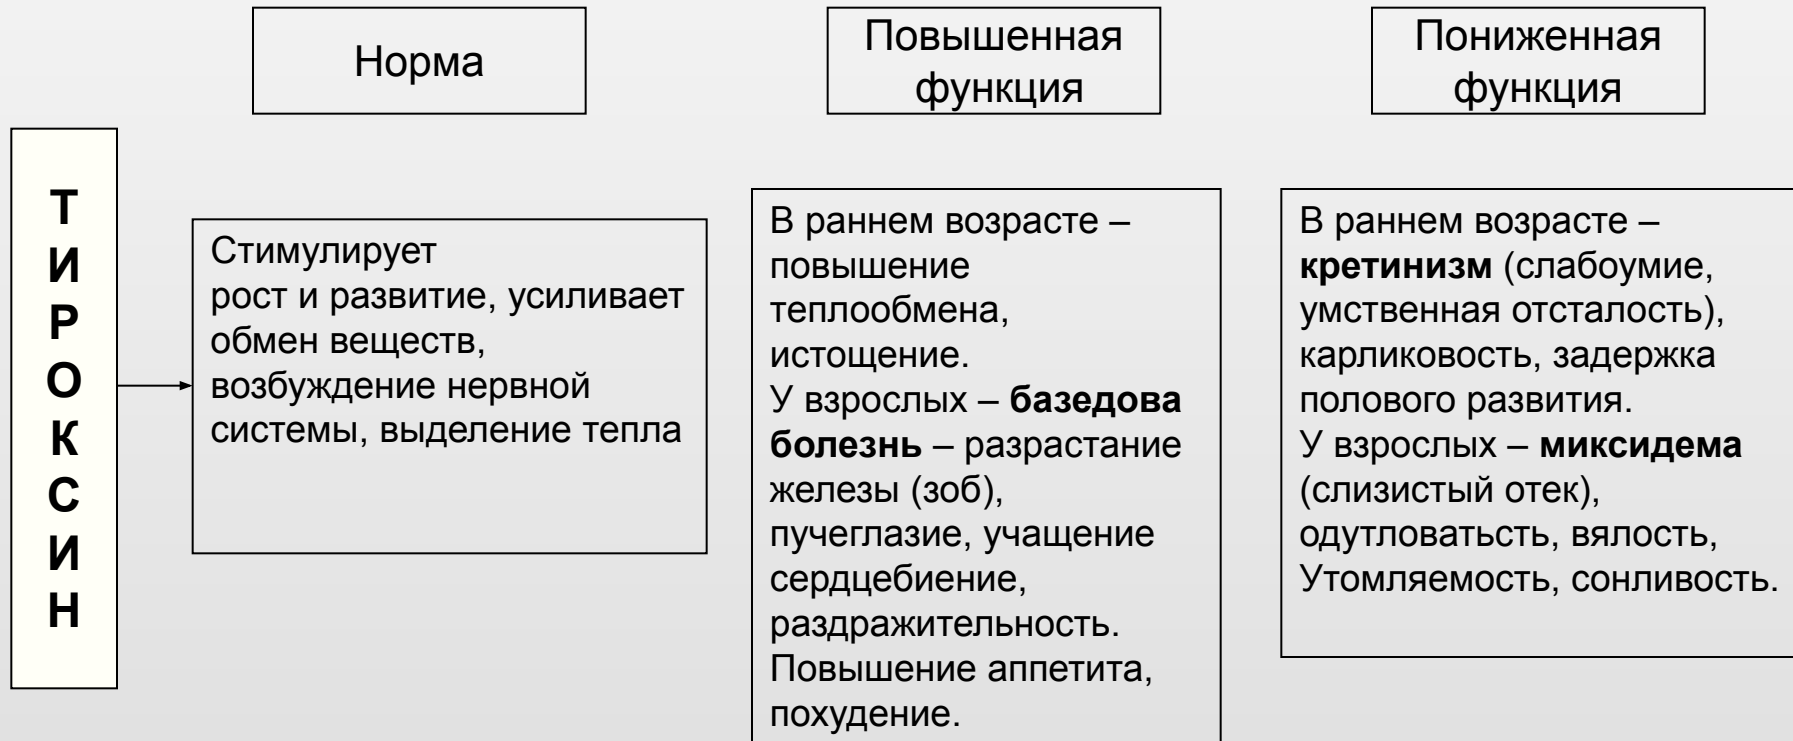 Норма
Повышенная
функция
Пониженная
функция
Т
И
Р
О
К
С
И
Н
Стимулирует
рост и развитие, усиливает
обмен веществ,
возбуждение нервной
системы, выделение тепла
В раннем возрасте –
повышение
теплообмена,
истощение.
У взрослых – базедова
болезнь – разрастание
железы (зоб),
пучеглазие, учащение
сердцебиение,
раздражительность.
Повышение аппетита,
похудение.
В раннем возрасте –
кретинизм (слабоумие,
умственная отсталость),
карликовость, задержка
полового развития.
У взрослых – миксидема
(слизистый отек),
одутловатьсть, вялость,
Утомляемость, сонливость.